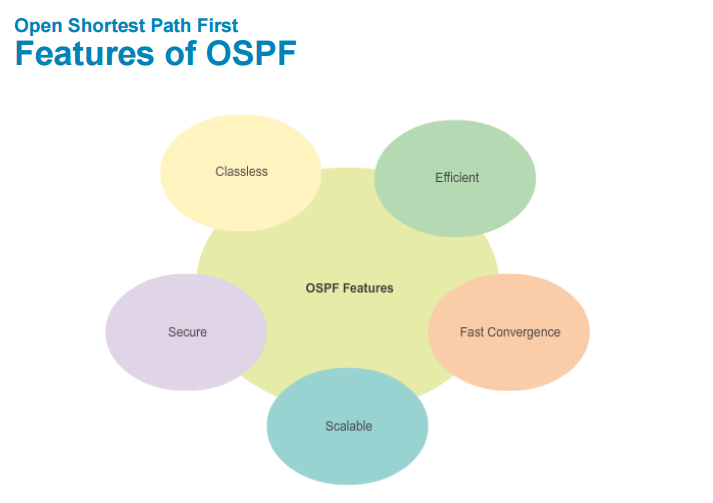 Open Shortest Path First
Features of OSPF
Classless
Efficient
OSPF Features
Secure
Fast Convergence
Scalable